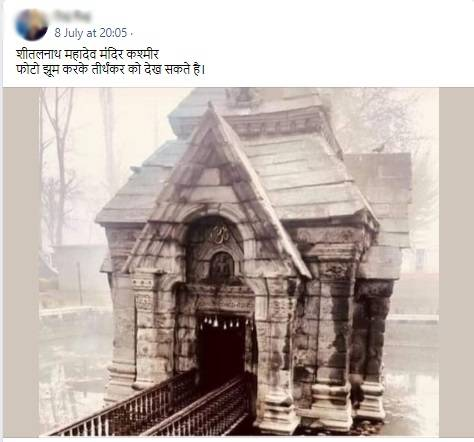 8 July at 20:05 ·
शीतलनाथ महादेव मंदिर कश्मीर
फोटो झूम करके तीर्थंकर को देख सकते है।
ॐ